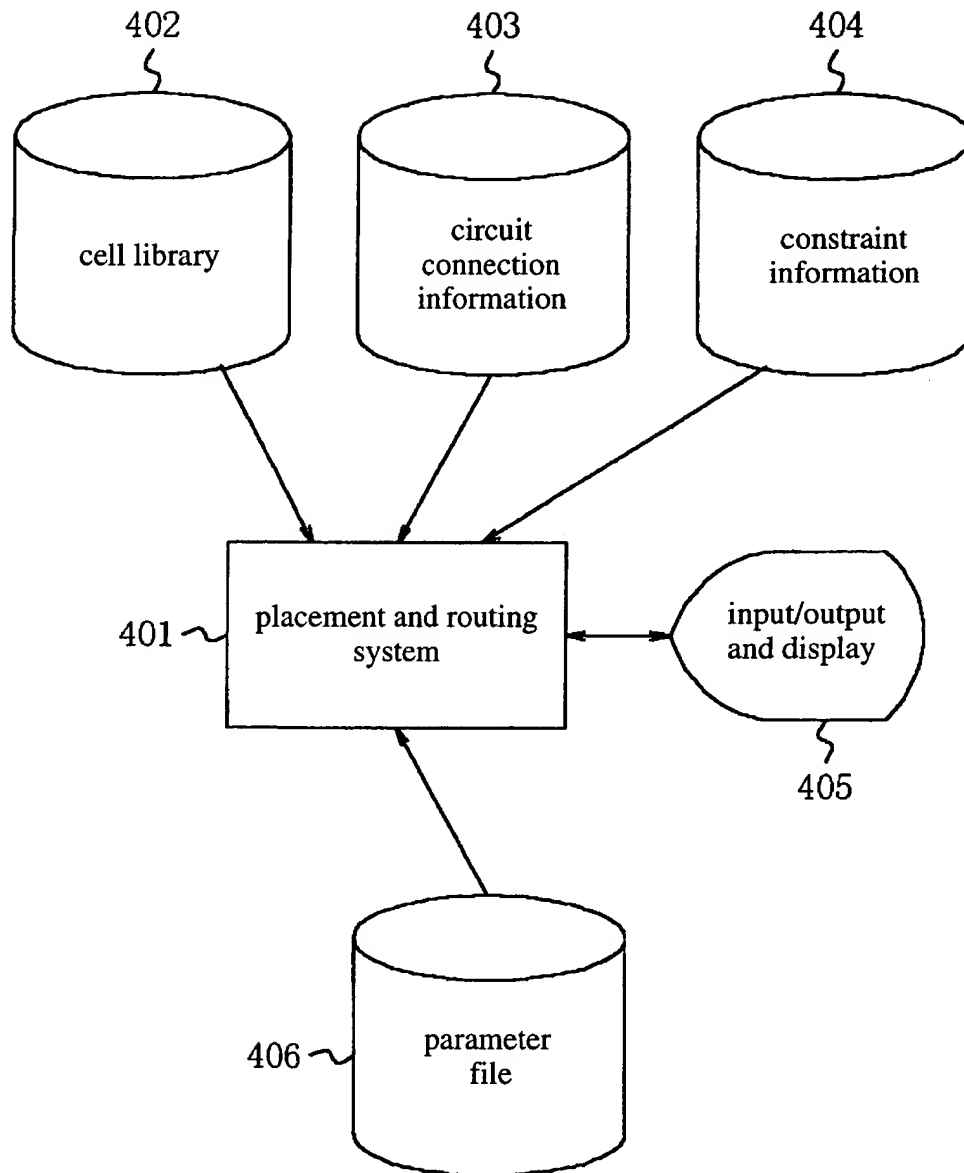 402
403
404
cell library
circuit
connection
information
constraint
information
401
placement and routing
system
input/output
and display
405
406
parameter
file